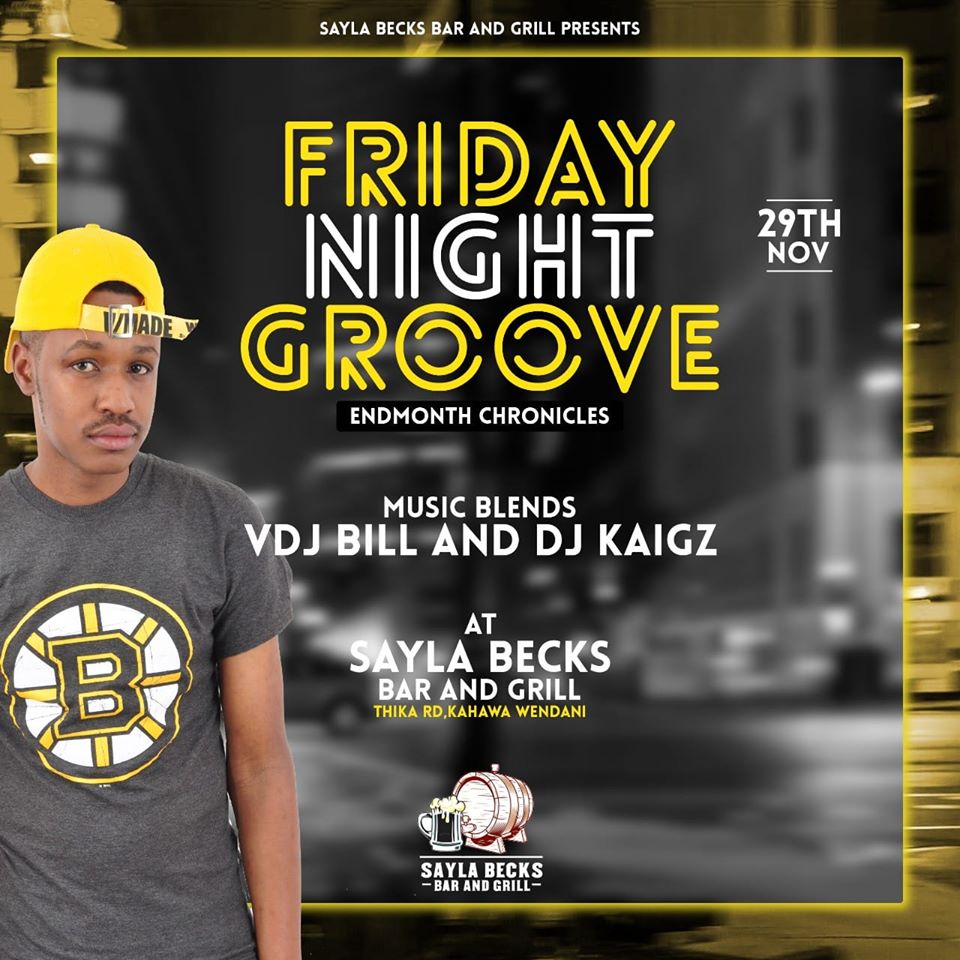 SAYLA BECKS BAR AND GRILL PRESENTS
FRIDAY
NIGHT
GROOVE
29TH
NOV
ENDMONTH CHRONICLES
MADE
MUSIC BLENDS
VDJ BILL AND DJ KAIGZ
AT
SAYLA BECKS
BAR AND GRILL
THIKA RD,KAHAWA WENDANI
B
SAYLA BECKS
-BAR AND GRILL-